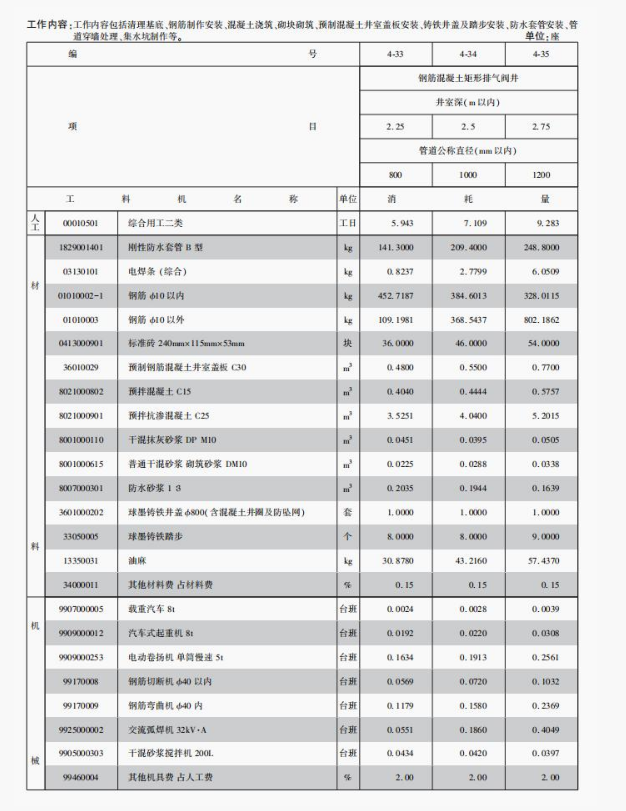 工作内容:工作内容包括清理基底、钢筋制作安装、混凝土浇筑、砌块砌筑、预制混凝土井室盖板安装、铸铁井盖及踏步安装、防水套管安装、管
道穿墙处理、集水坑制作等。 单位:座
编 号 4-33 4-34 4-35
钢筋混凝土矩形排气阀井
井室深(m以内)
项 目 2.25 2.5 2.75
管道公称直径(mm以内)
800 1000 1200
工 料 机 名 称 单位 消 耗 量
人工 00010501 综合用工二类 工日 5.943 7.109 9.283
材 1829001401 刚性防水套管 B 型 kg 141.3000 209.4000 248.8000
03130101 电焊条 (综合) kg 0.8237 2.7799 6.0509
01010002-1 钢筋 ϕ10以内 kg 452.7187 384.6013 328.0115
01010003 钢筋 ϕ10以外 kg 109.1981 368.5437 802.1862
0413000901 标准砖 240mm×115mm×53mm 块 36.0000 46.0000 54.0000
36010029 预制钢筋混凝土井室盖板 C30 m³ 0.4800 0.5500 0.7700
8021000802 预拌混凝土 C15 m³ 0.4040 0.4444 0.5757
8021000901 预拌抗渗混凝土 C25 m³ 3.5251 4.0400 5.2015
8001000110 干混抹灰砂浆 DP M10 m³ 0.0451 0.0395 0.0505
8001000615 普通干混砂浆 砌筑砂浆 DM10 m³ 0.0225 0.0288 0.0338
8007000301 防水砂浆 1 3 m³ 0.2035 0.1944 0.1639
3601000202 球墨铸铁井盖 ϕ800(含混凝土井圈及防坠网) 套 1.0000 1.0000 1.0000
33050005 球墨铸铁踏步 个 8.0000 8.0000 9.0000
料 13350031 油麻 kg 30.8780 43.2160 57.4370
34000011 其他材料费 占材料费 % 0.15 0.15 0.15
机 9907000005 载重汽车 8t 台班 0.0024 0.0028 0.0039
9909000012 汽车式起重机 8t 台班 0.0192 0.0220 0.0308
9909000253 电动卷扬机 单筒慢速 5t 台班 0.1634 0.1913 0.2561
99170008 钢筋切断机 ϕ40 以内 台班 0.0569 0.0720 0.1032
99170009 钢筋弯曲机 ϕ40 内 台班 0.1179 0.1580 0.2369
9925000002 交流弧焊机 32kV·A 台班 0.0551 0.1860 0.4049
械 9905000303 干混砂浆搅拌机 200L 台班 0.0434 0.0420 0.0397
99460004 其他机具费 占人工费 % 2.00 2.00 2.00